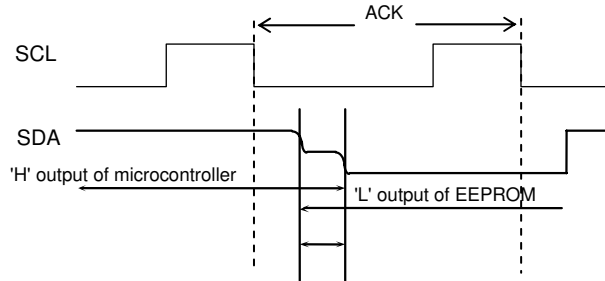 ACK
SCL
SDA
'H' output of microcontroller
'L' output of EEPROM